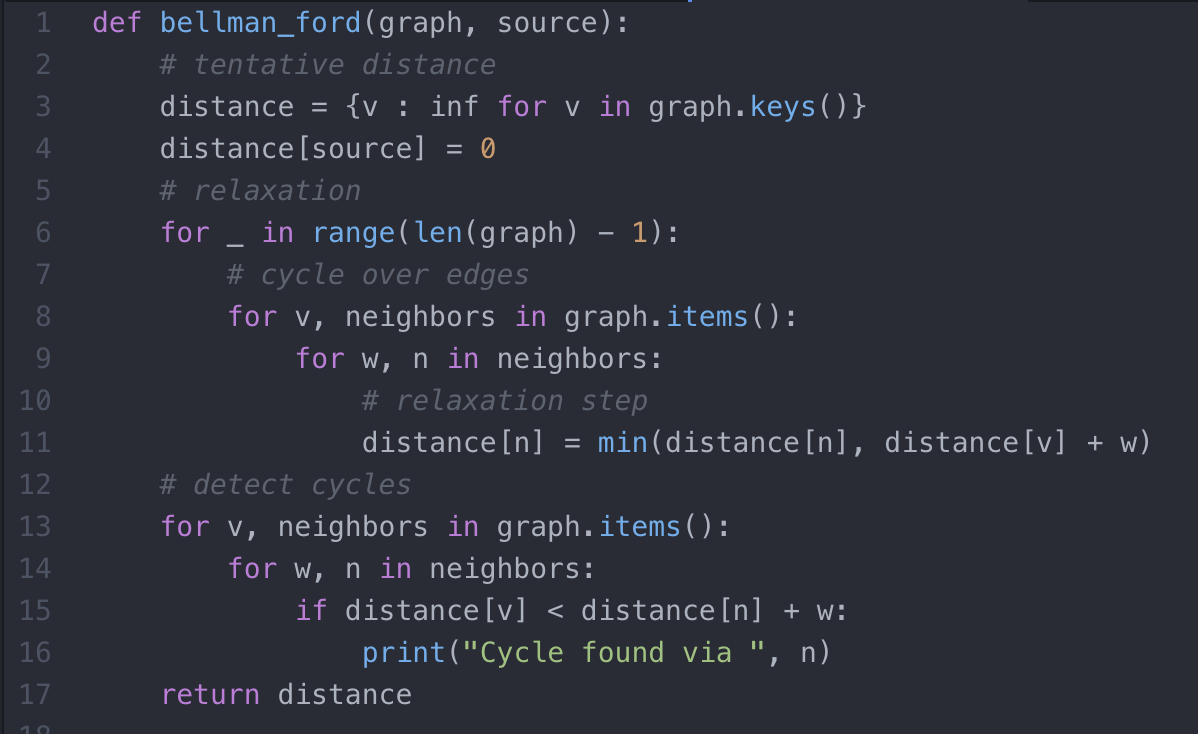 1 def bellman_ford(graph, source):
2     # tentative distance
3     distance = {v : inf for v in graph.keys()}
4     distance[source] = 0
5     # relaxation
6     for _ in range(len(graph) - 1):
7         # cycle over edges
8         for v, neighbors in graph.items():
9             for w, n in neighbors:
10                 # relaxation step
11                 distance[n] = min(distance[n], distance[v] + w)
12     # detect cycles
13     for v, neighbors in graph.items():
14         for w, n in neighbors:
15             if distance[v] < distance[n] + w:
16                 print("Cycle found via ", n)
17     return distance
18